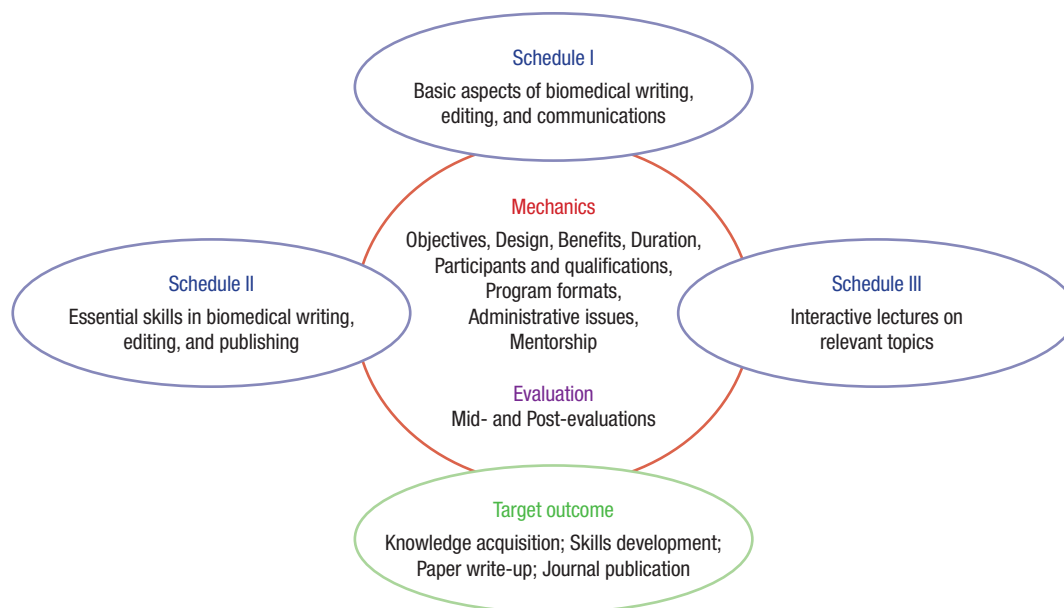 Schedule I
Basic aspects of biomedical writing,
editing, and communications
Mechanics
Objectives, Design, Benefits, Duration,
Participants and qualifications,
Program formats,
Administrative issues,
Mentorship
Schedule II
Essential skills in biomedical writing,
editing, and publishing
Schedule III
Interactive lectures on
relevant topics
Evaluation
Mid- and Post-evaluations
Target outcome
Knowledge acquisition; Skills development;
Paper write-up; Journal publication